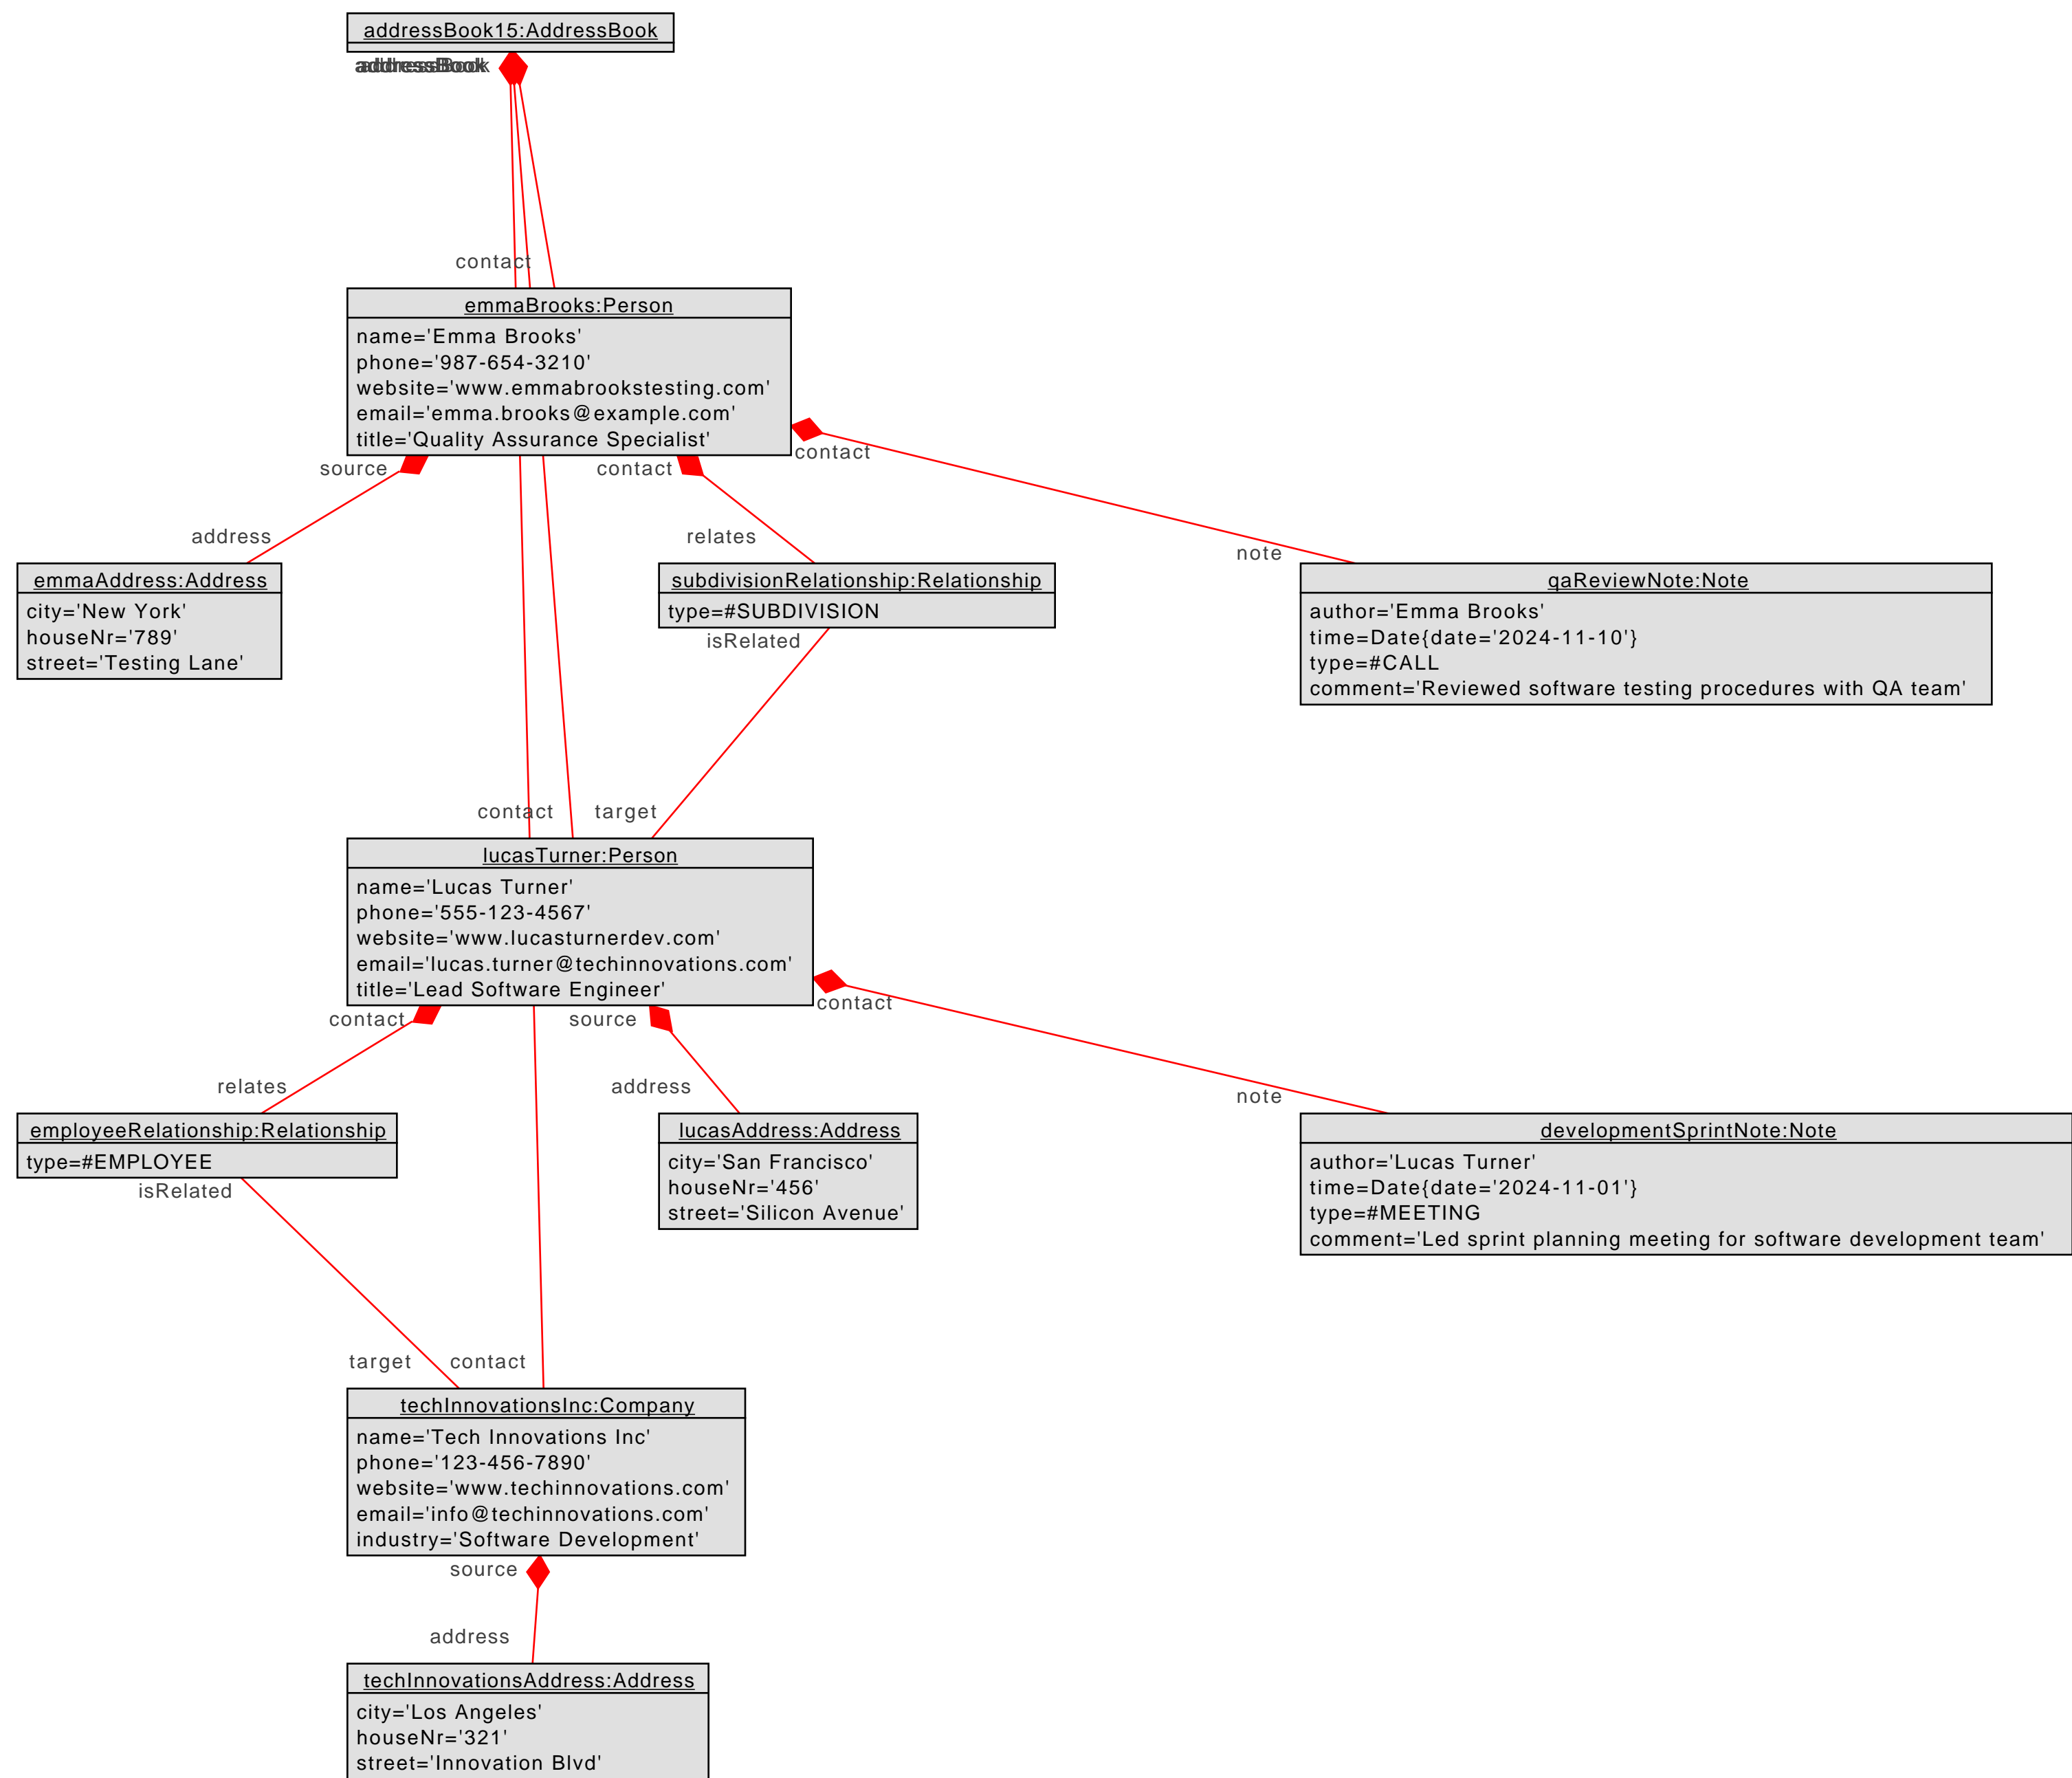 addressBook15:AddressBook
addressBook
contact
emmaBrooks:Person
name='Emma Brooks'
phone='987-654-3210'
website='www.emmabrookstesting.com'
email='emma.brooks@example.com'
title='Quality Assurance Specialist'
source
contact
contact
address
relates
note
emmaAddress:Address
city='New York'
houseNr='789'
street='Testing Lane'
subdivisionRelationship:Relationship
type=#SUBDIVISION
isRelated
qaReviewNote:Note
author='Emma Brooks'
time=Date{date='2024-11-10'}
type=#CALL
comment='Reviewed software testing procedures with QA team'
contact
target
lucasTurner:Person
name='Lucas Turner'
phone='555-123-4567'
website='www.lucasturnerdev.com'
email='lucas.turner@techinnovations.com'
title='Lead Software Engineer'
contact
source
contact
relates
address
note
employeeRelationship:Relationship
type=#EMPLOYEE
isRelated
lucasAddress:Address
city='San Francisco'
houseNr='456'
street='Silicon Avenue'
developmentSprintNote:Note
author='Lucas Turner'
time=Date{date='2024-11-01'}
type=#MEETING
comment='Led sprint planning meeting for software development team'
target
contact
techInnovationsInc:Company
name='Tech Innovations Inc'
phone='123-456-7890'
website='www.techinnovations.com'
email='info@techinnovations.com'
industry='Software Development'
source
address
techInnovationsAddress:Address
city='Los Angeles'
houseNr='321'
street='Innovation Blvd'